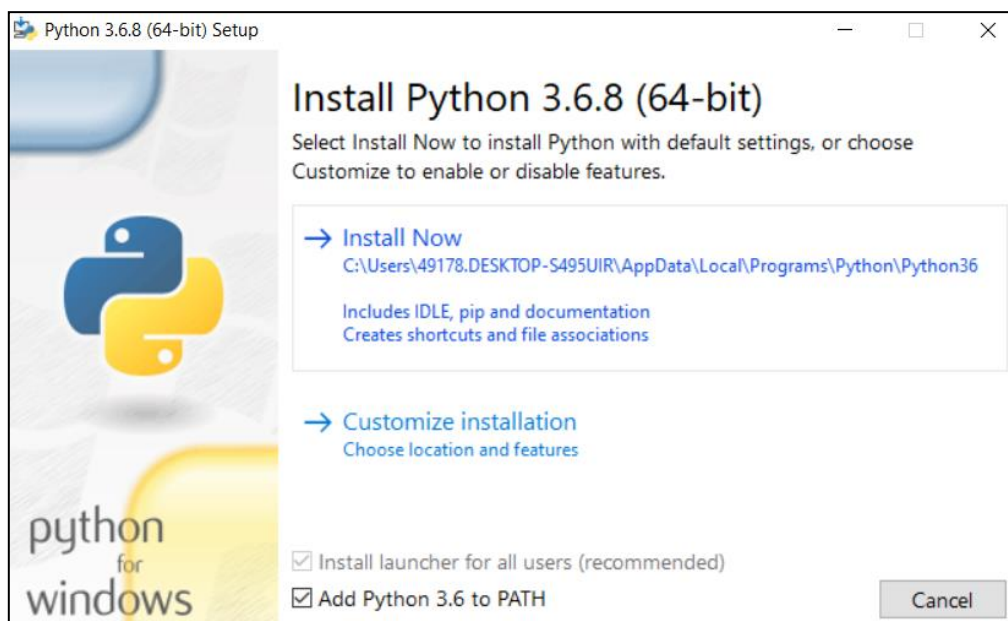 Python 3.6.8 (64-bit) Setup
Install Python 3.6.8 (64-bit)
Select Install Now to install Python with default settings, or choose
Customize to enable or disable features.
Install Now
C:\Users\49178.DESKTOP-S495UIR\AppData\Local\Programs\Python\Python36
Includes IDLE, pip and documentation
Creates shortcuts and file associations
Customize installation
Choose location and features
python
for
windows
Install launcher for all users (recommended)
Add Python 3.6 to PATH
Cancel